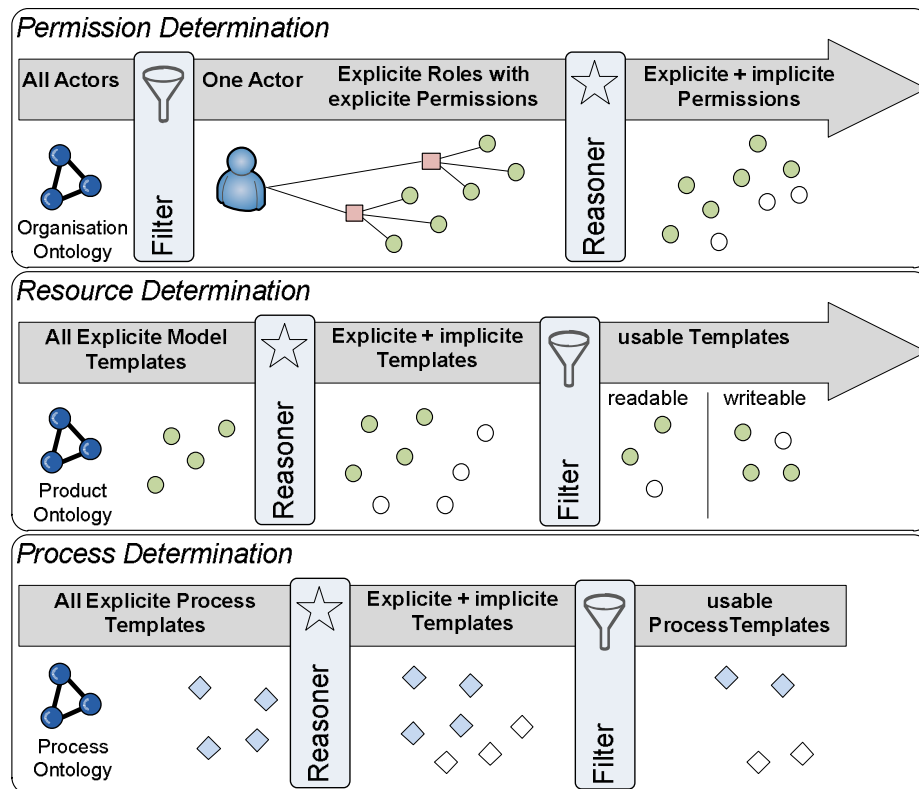 Permission Determination
All Actors
One Actor
Explicite Roles with
explicite Permissions
Explicite + implicite
Permissions
Filter
Reasoner
Organisation
Ontology
Resource Determination
All Explicite Model
Templates
Explicite + implicite
Templates
usable Templates
readable
writeable
Reasoner
Filter
Product
Ontology
Process Determination
All Explicite Process
Templates
Explicite + implicite
Templates
usable
ProcessTemplates
Reasoner
Filter
Process
Ontology